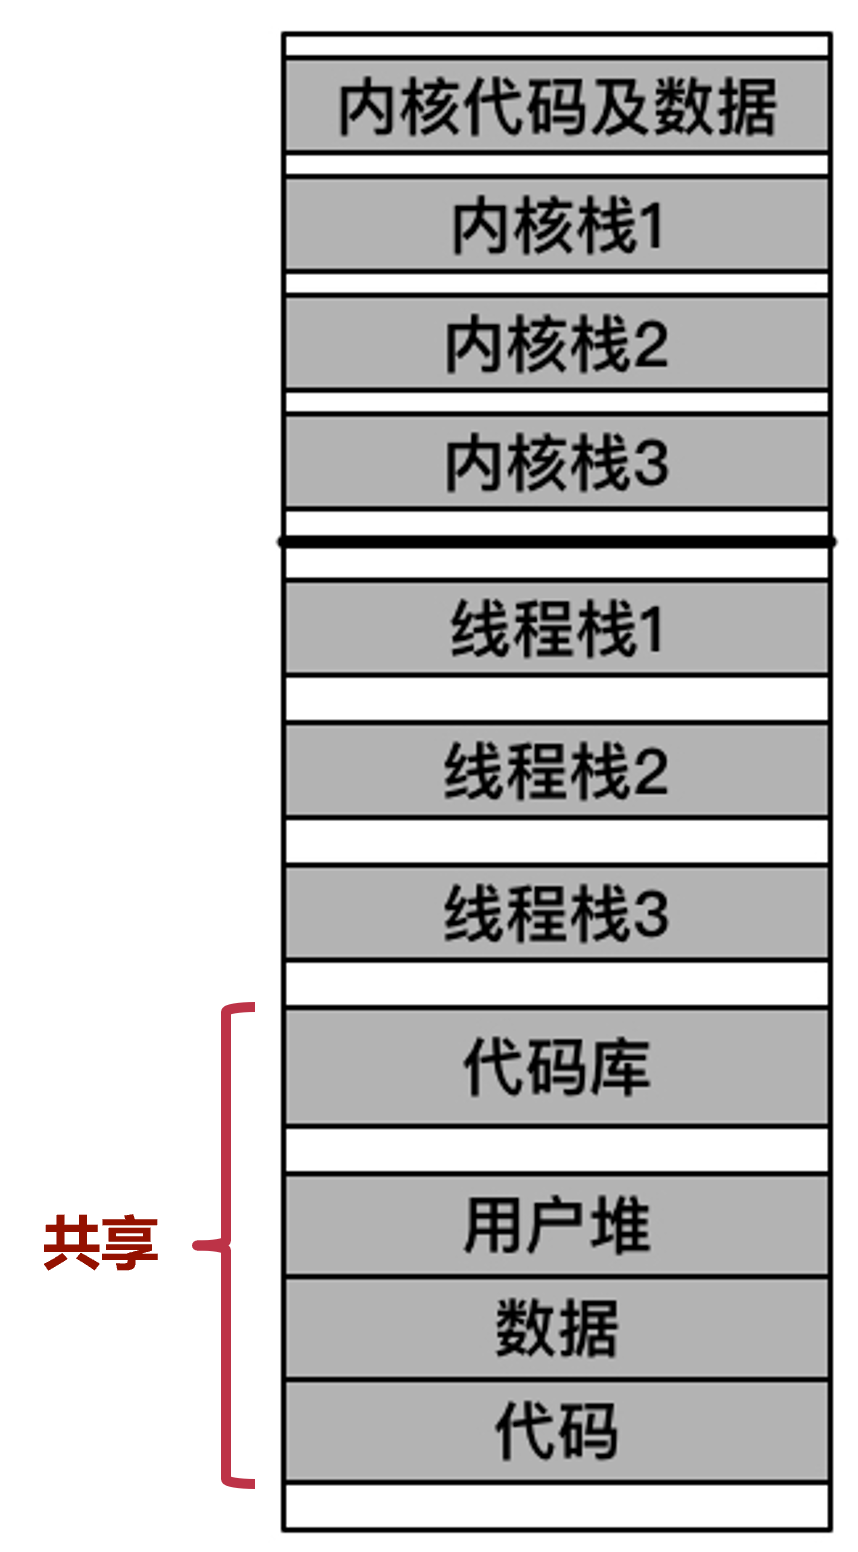 内核代码及数据
内核栈1
内核栈2
内核栈3
线程栈1
线程栈2
线程栈3
代码库
共享
用户堆
数据
代码